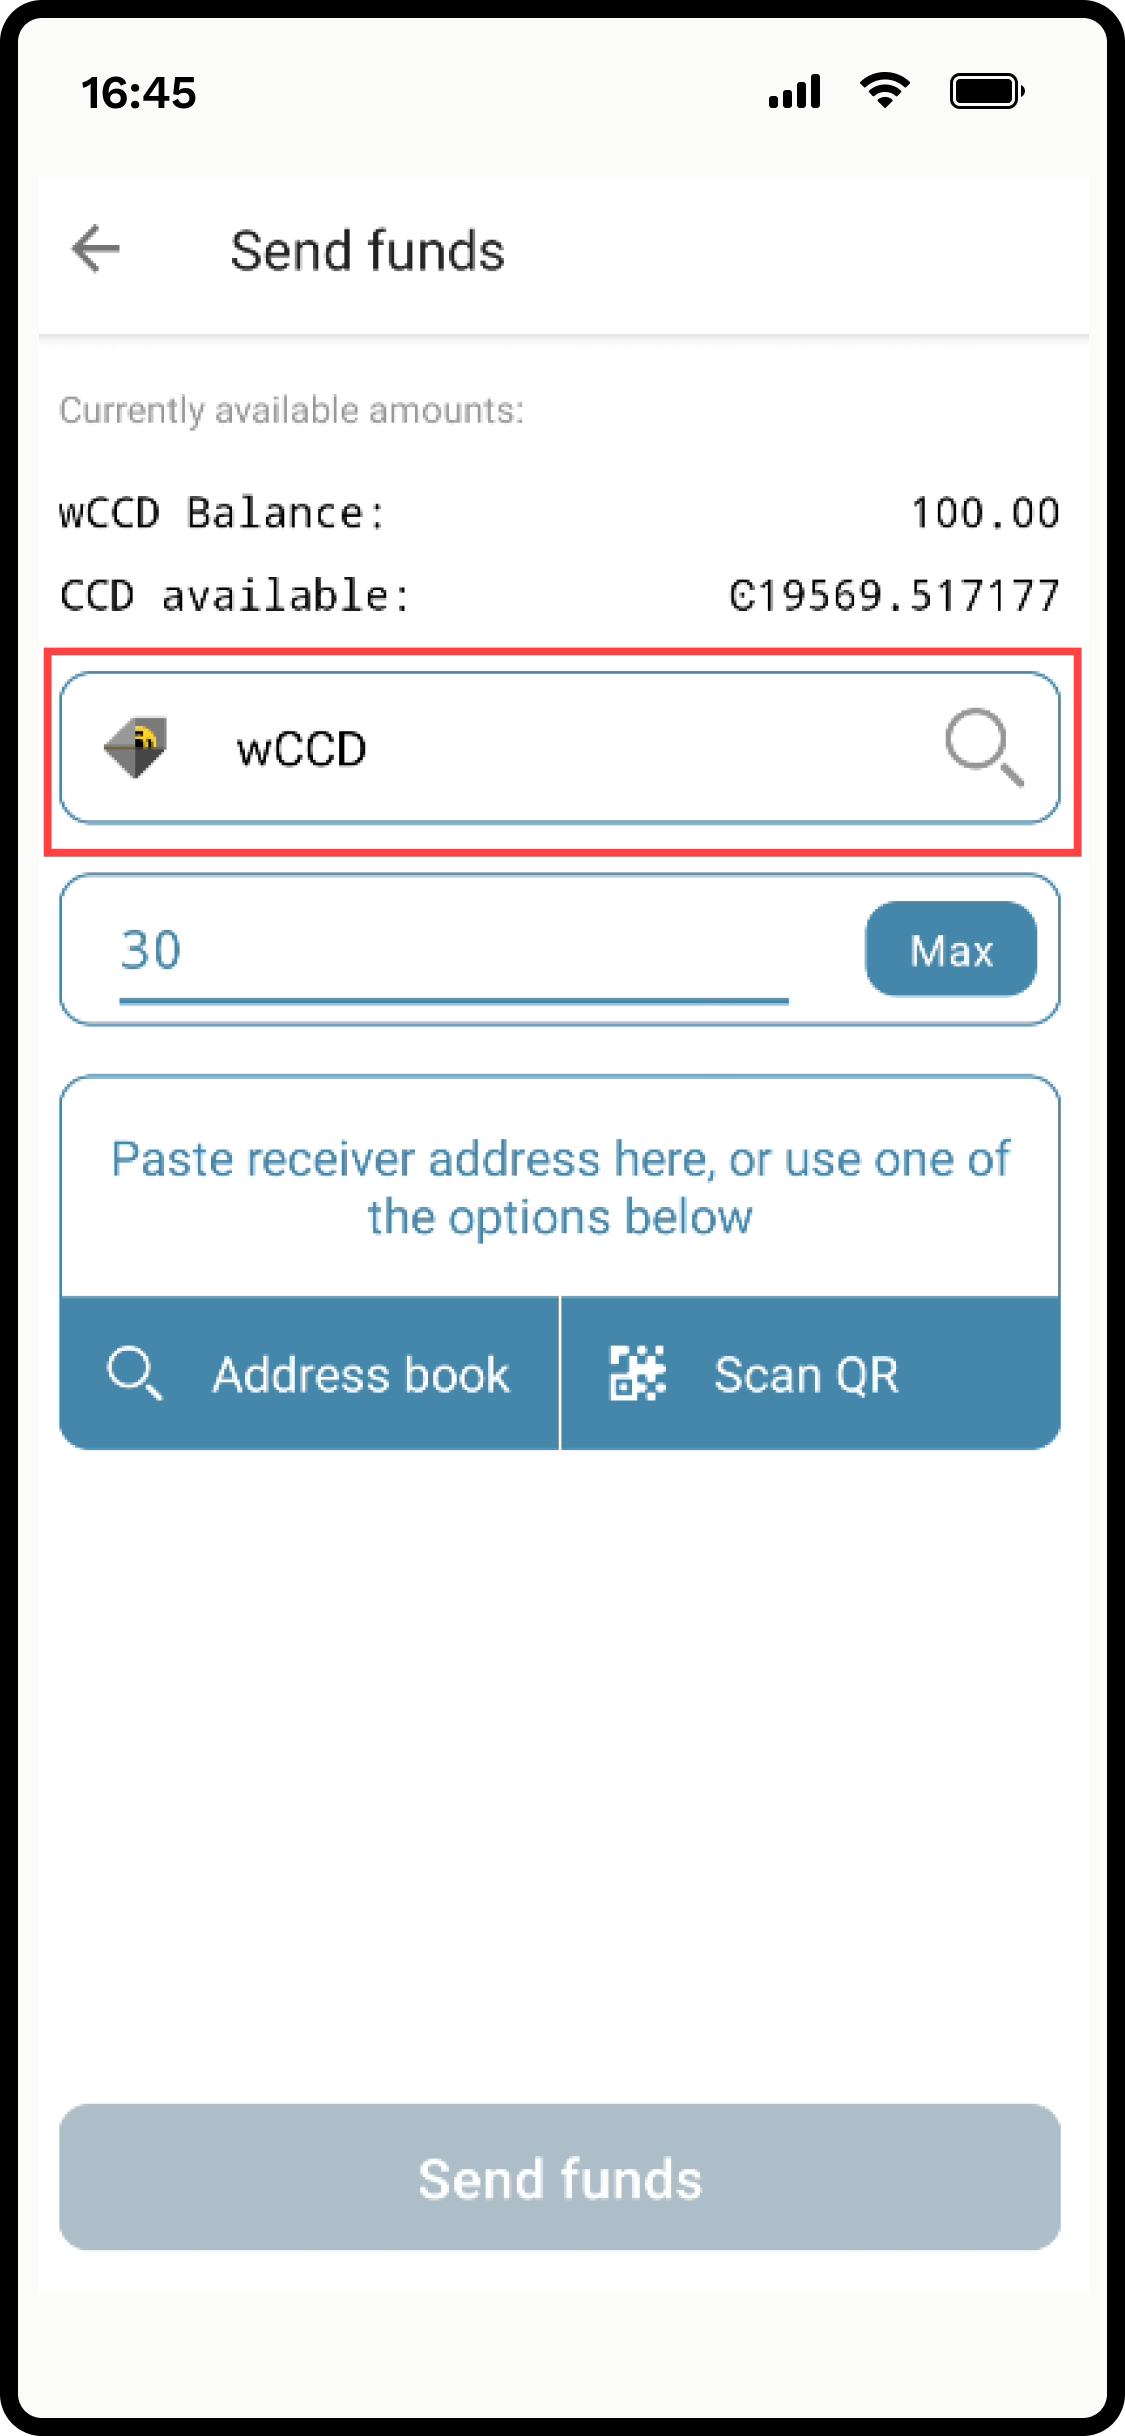 16:45
Send funds
Currently available amounts:
wCCD Balance: 100.00
CCD available: Ͼ19569.517177
wCCD
30 Max
Paste receiver address here, or use one of
the options below
Address book Scan QR
Send funds